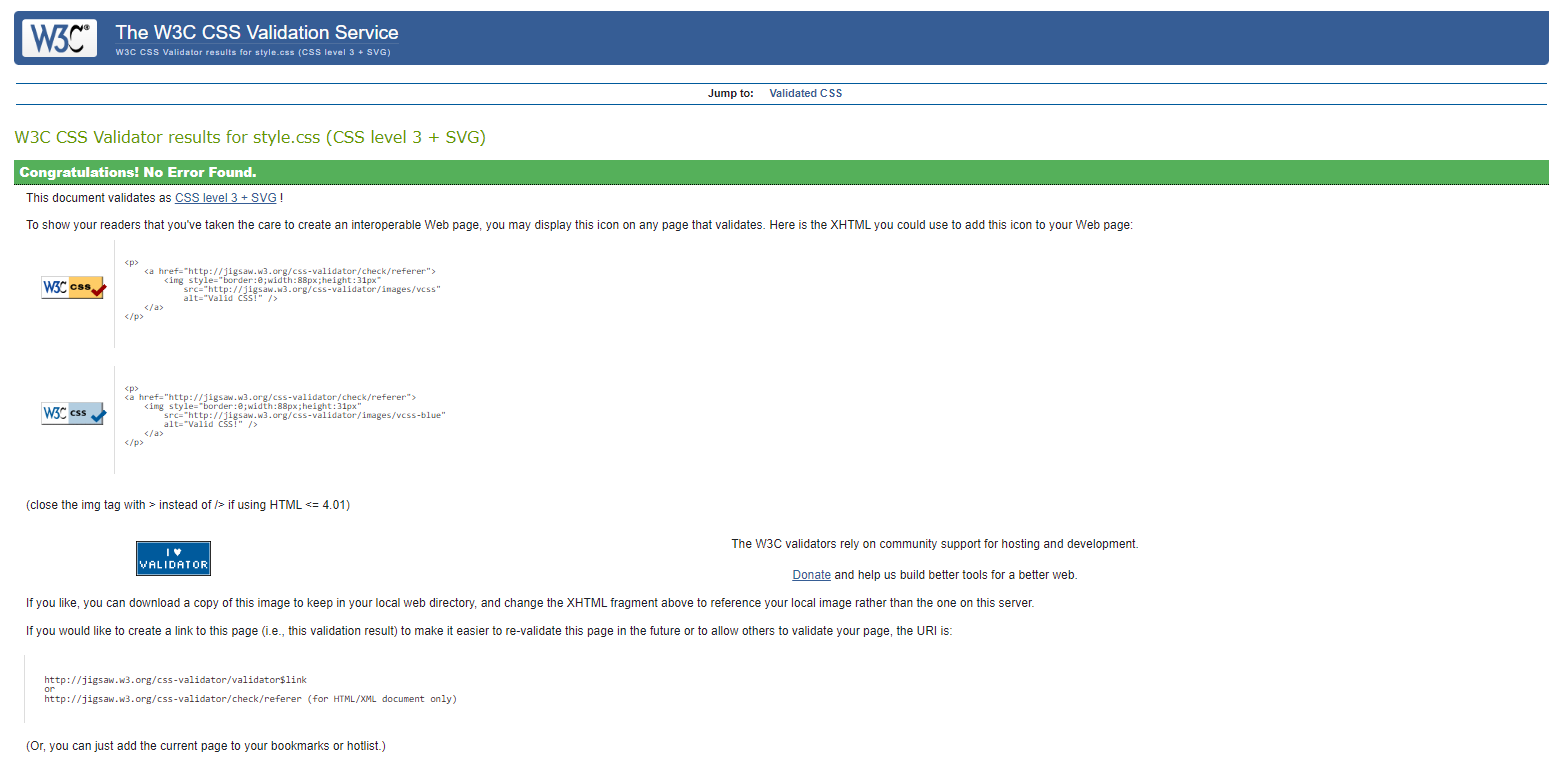 W3C®
The W3C CSS Validation Service
W3C CSS Validator results for style.css (CSS level 3 + SVG)
Jump to: Validated CSS
W3C CSS Validator results for style.css (CSS level 3 + SVG)
Congratulations! No Error Found.
This document validates as CSS level 3 + SVG !
To show your readers that you've taken the care to create an interoperable Web page, you may display this icon on any page that validates. Here is the XHTML you could use to add this icon to your Web page:
W3C css
<p>
<a href="http://jigsaw.w3.org/css-validator/check/referer">
<img style="border:0;width:88px;height:31px"
src="http://jigsaw.w3.org/css-validator/images/vcss"
alt="Valid CSS!" />
</a>
</p>
W3C css
<p>
<a href="http://jigsaw.w3.org/css-validator/check/referer">
<img style="border:0;width:88px;height:31px"
src="http://jigsaw.w3.org/css-validator/images/vcss-blue"
alt="Valid CSS!" />
</a>
</p>
(close the img tag with > instead of /> if using HTML <= 4.01)
I ♥
VALIDATOR
The W3C validators rely on community support for hosting and development.
Donate and help us build better tools for a better web.
If you like, you can download a copy of this image to keep in your local web directory, and change the XHTML fragment above to reference your local image rather than the one on this server.
If you would like to create a link to this page (i.e., this validation result) to make it easier to re-validate this page in the future or to allow others to validate your page, the URI is:
http://jigsaw.w3.org/css-validator/validator$link
or
http://jigsaw.w3.org/css-validator/check/referer (for HTML/XML document only)
(Or, you can just add the current page to your bookmarks or hotlist.)